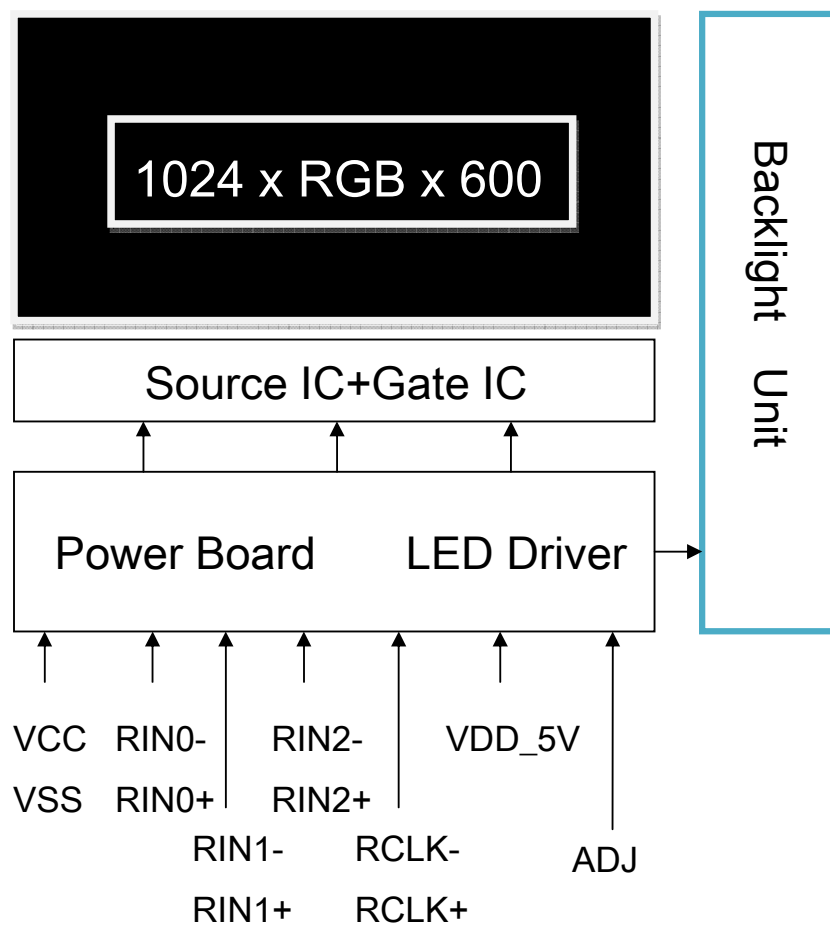 1024 x RGB x 600
Backlight Unit
Source IC+Gate IC
Power Board LED Driver
VCC RIN0- RIN2- VDD_5V
VSS RIN0+ RIN2+
RIN1- RCLK- ADJ
RIN1+ RCLK+